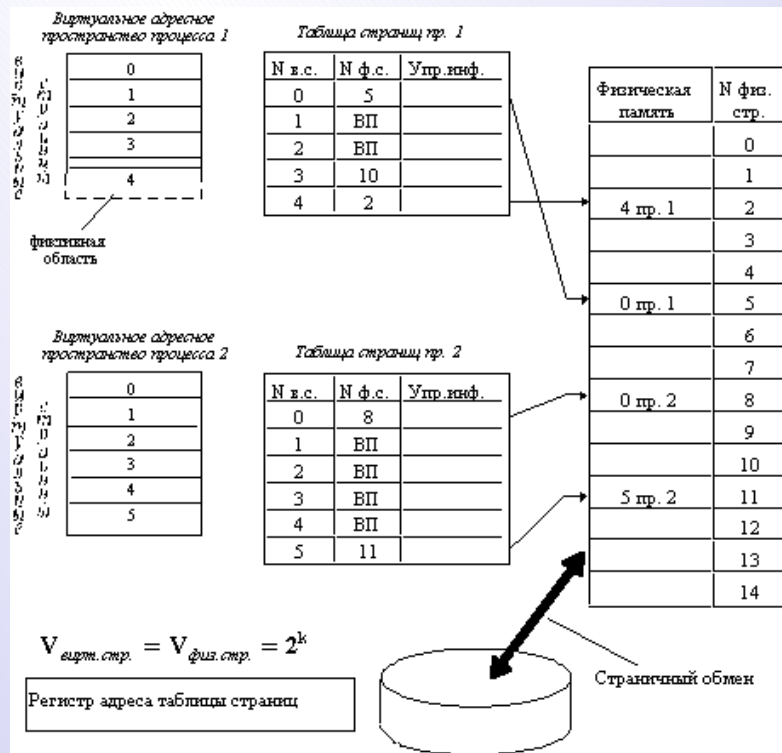 Виртуальное адресное
пространство процесса 1
0
1
2
3
4
виртуальные
страницы
фиктивная
область
Таблица страниц пр. 1
N в.с. N ф.с. Упр.инф.
0 5
1 ВП
2 ВП
3 10
4 2
Виртуальное адресное
пространство процесса 2
0
1
2
3
4
5
виртуальные
страницы
Таблица страниц пр. 2
N в.с. N ф.с. Упр.инф.
0 8
1 ВП
2 ВП
3 ВП
4 ВП
5 11
Физическая N физ.
память стр.
0
1
4 пр. 1 2
3
4
0 пр. 1 5
6
7
0 пр. 2 8
9
10
5 пр. 2 11
12
13
14
Vвирт.стр. = Vфиз.стр. = 2^k
Регистр адреса таблицы страниц
Страничный обмен